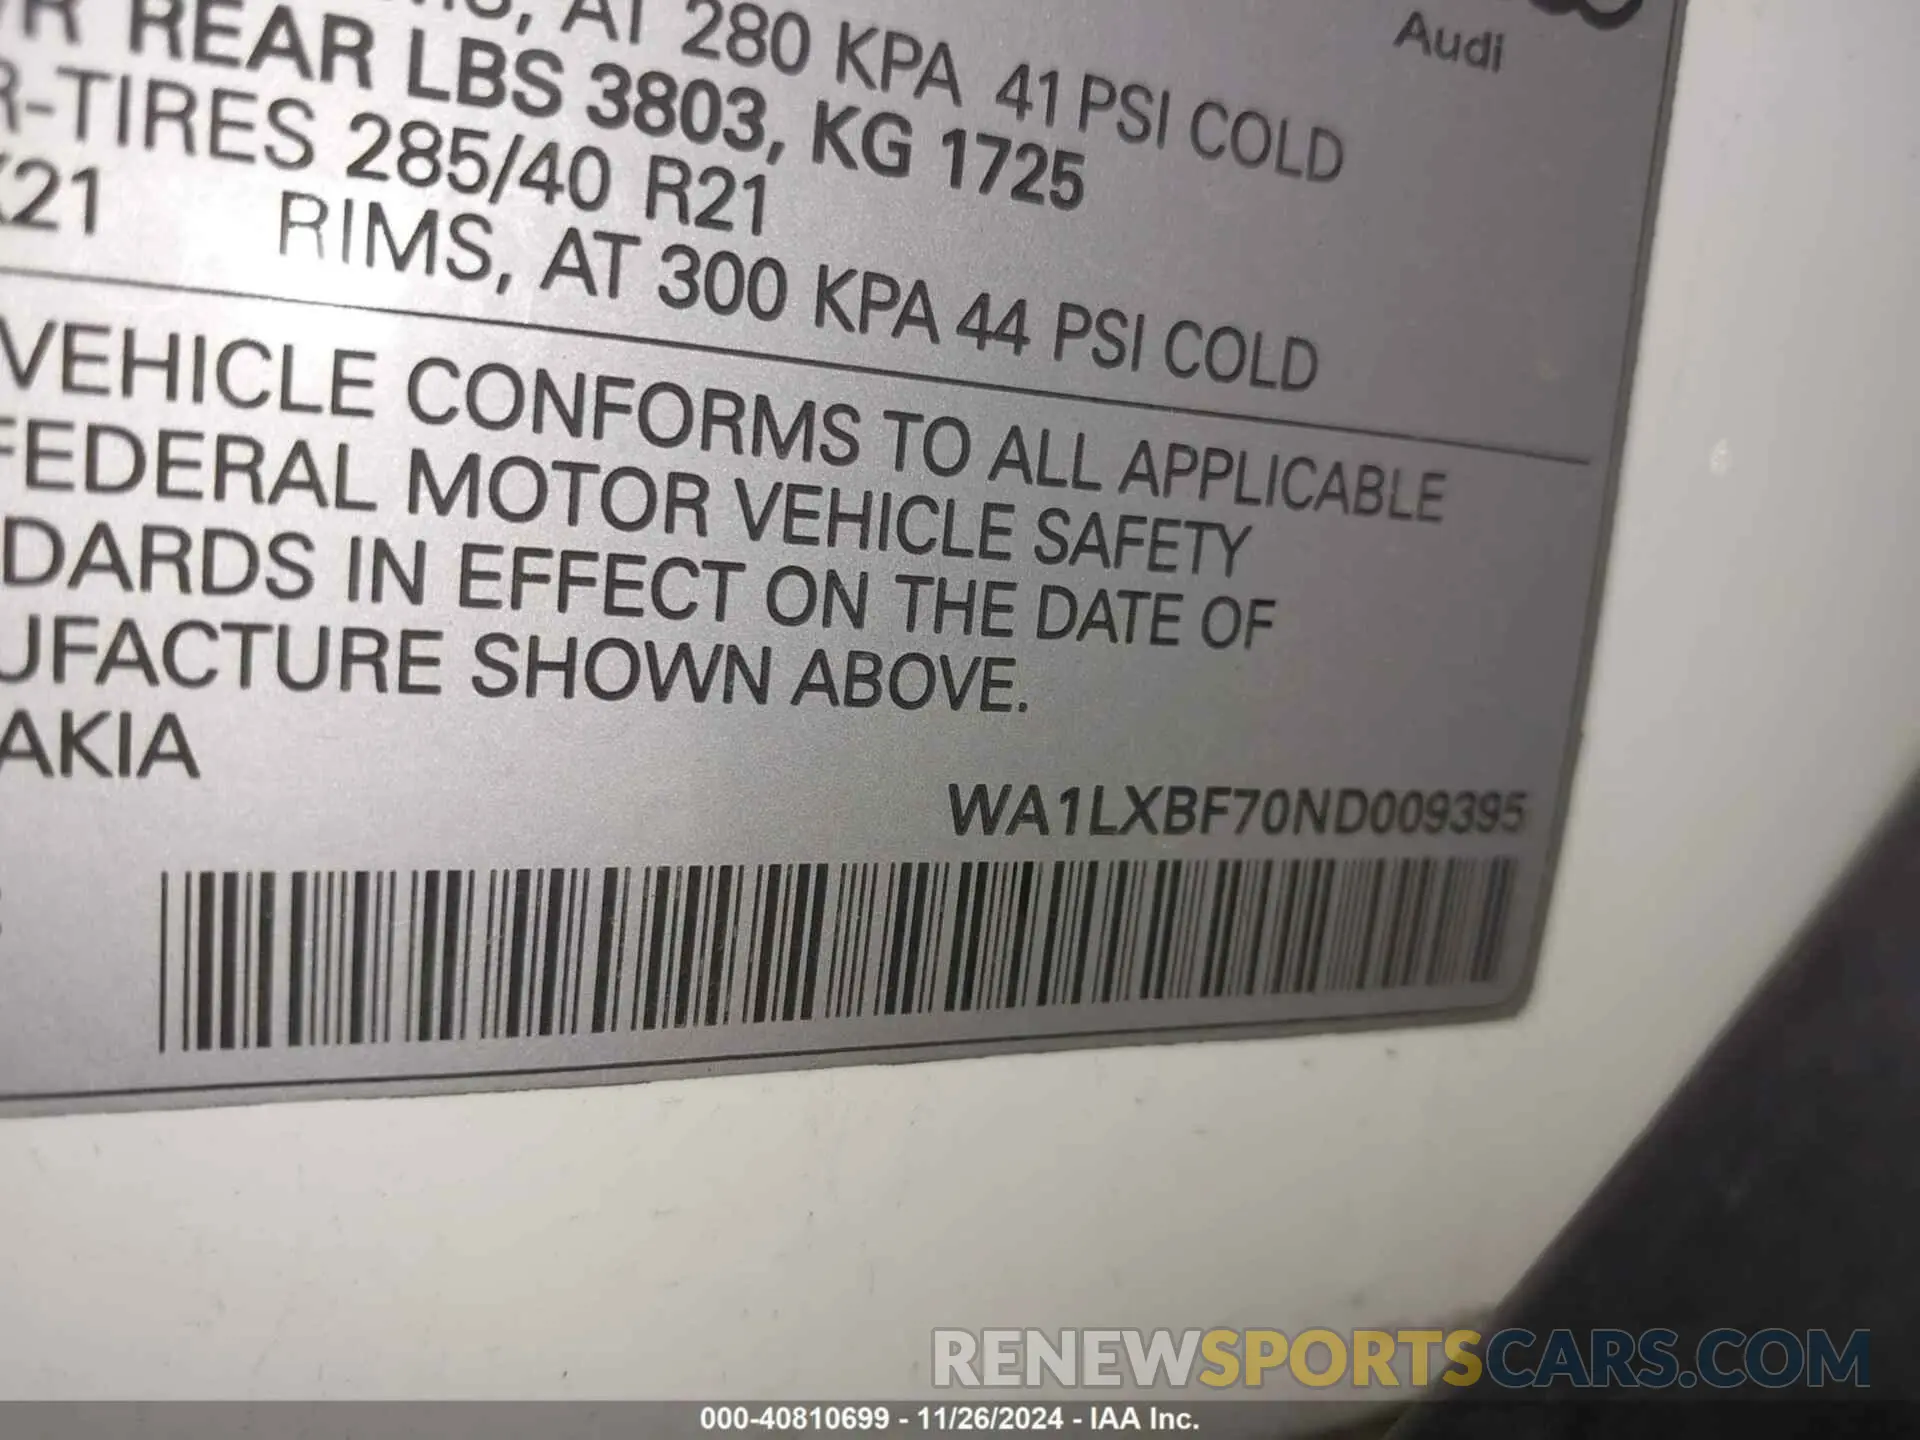 AT 280 KPA 41 PSI COLD
Audi
REAR LBS 3803, KG 1725
R-TIRES 285/40 R21
X21 RIMS, AT 300 KPA 44 PSI COLD
VEHICLE CONFORMS TO ALL APPLICABLE
FEDERAL MOTOR VEHICLE SAFETY
DARDS IN EFFECT ON THE DATE OF
UFACTURE SHOWN ABOVE.
AKIA
WA1LXBF70ND009395
RENEWSPORTSCARS.COM
000-40810699 - 11/26/2024 - IAA Inc.